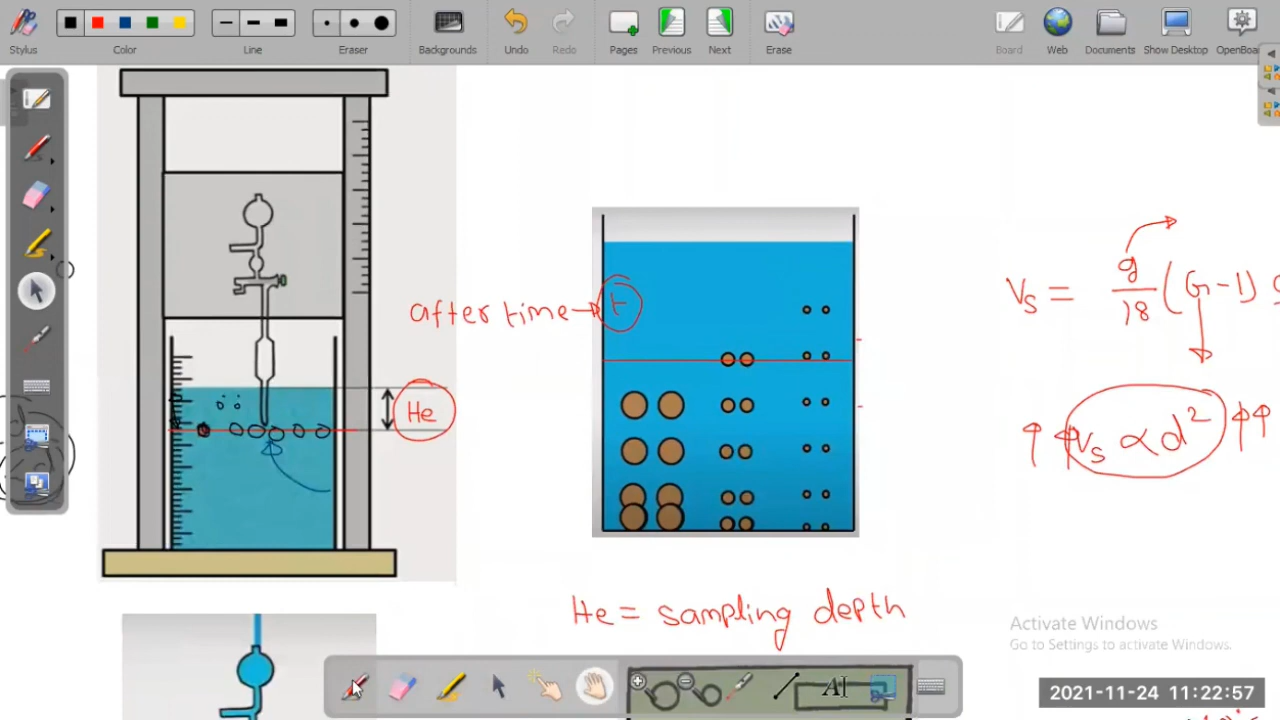 Stylus
Color
Line
Eraser
Backgrounds
Undo
Redo
Pages
Previous
Next
Erase
Board
Web
Documents
Show Desktop
OpenBoa
after time → t
He
Vs = g/18 (G-1)
Vs ∝ d²
He = sampling depth
Activate Windows
Go to Settings to activate Windows.
AI
2021-11-24 11:22:57